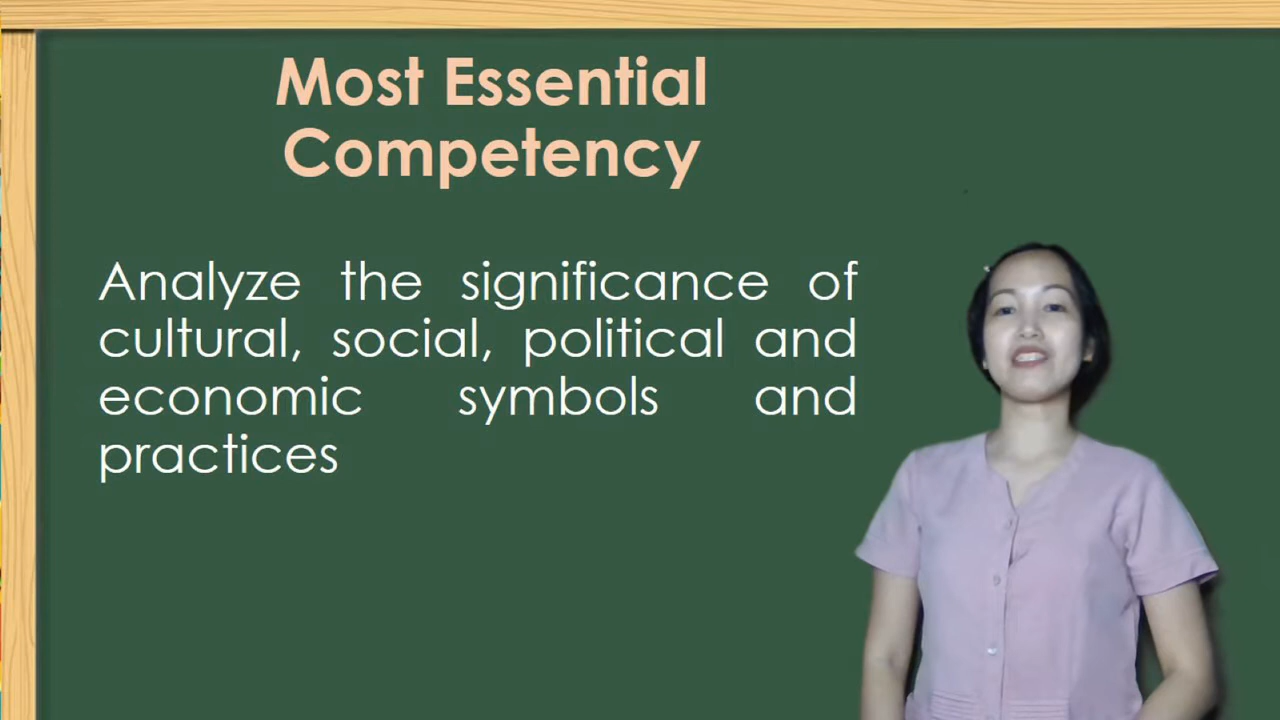 Most Essential
Competency
Analyze the significance of
cultural, social, political and
economic symbols and
practices